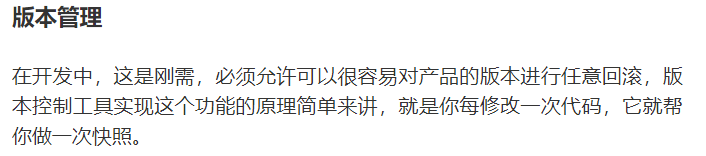 版本管理
在开发中，这是刚需，必须允许可以很容易对产品的版本进行任意回滚，版
本控制工具实现这个功能的原理简单来讲，就是你每修改一次代码，它就帮
你做一次快照。